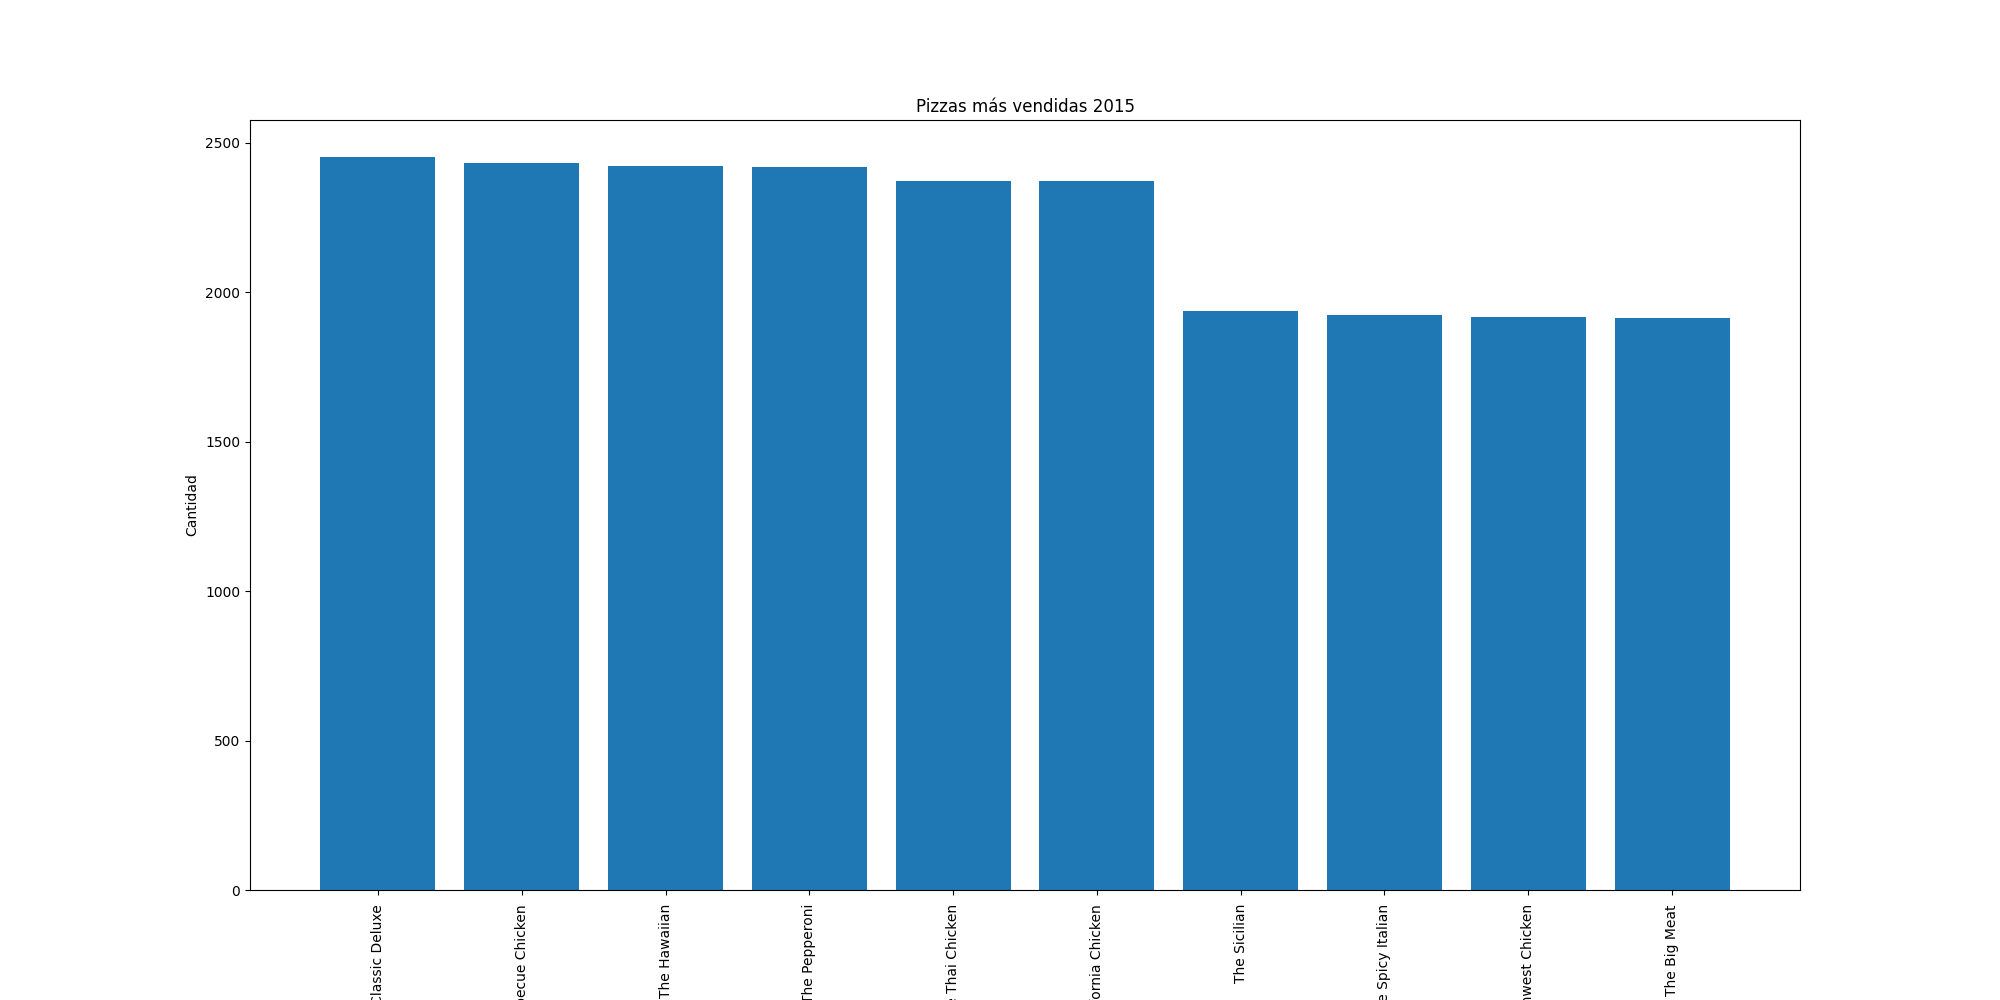 Pizzas más vendidas 2015
Cantidad
2500
2000
1500
1000
500
0
Classic Deluxe
Chicken
The Hawaiian
The Pepperoni
Thai Chicken
Chicken
The Sicilian
Spicy Italian
Chicken
The Big Meat